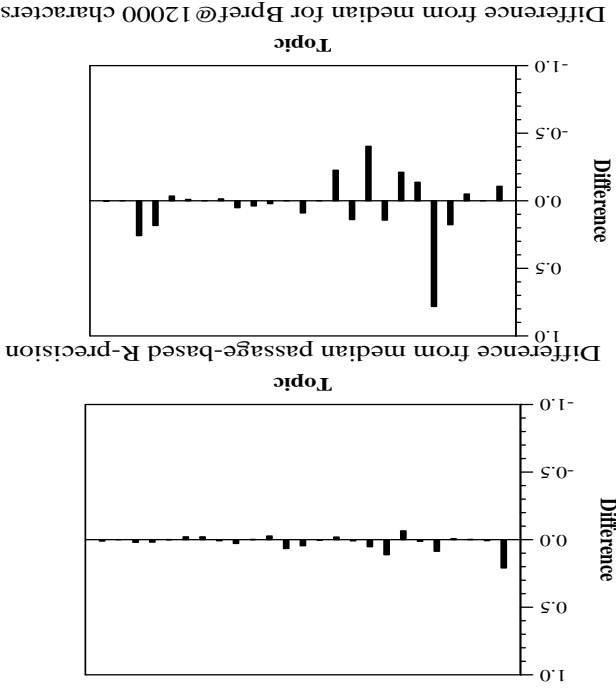 1.0
0.5
0.0
-0.5
-1.0
Difference
Topic
Difference from median passage-based R-precision
1.0
0.5
0.0
-0.5
-1.0
Difference
Topic
Difference from median for Bpref@12000 characters